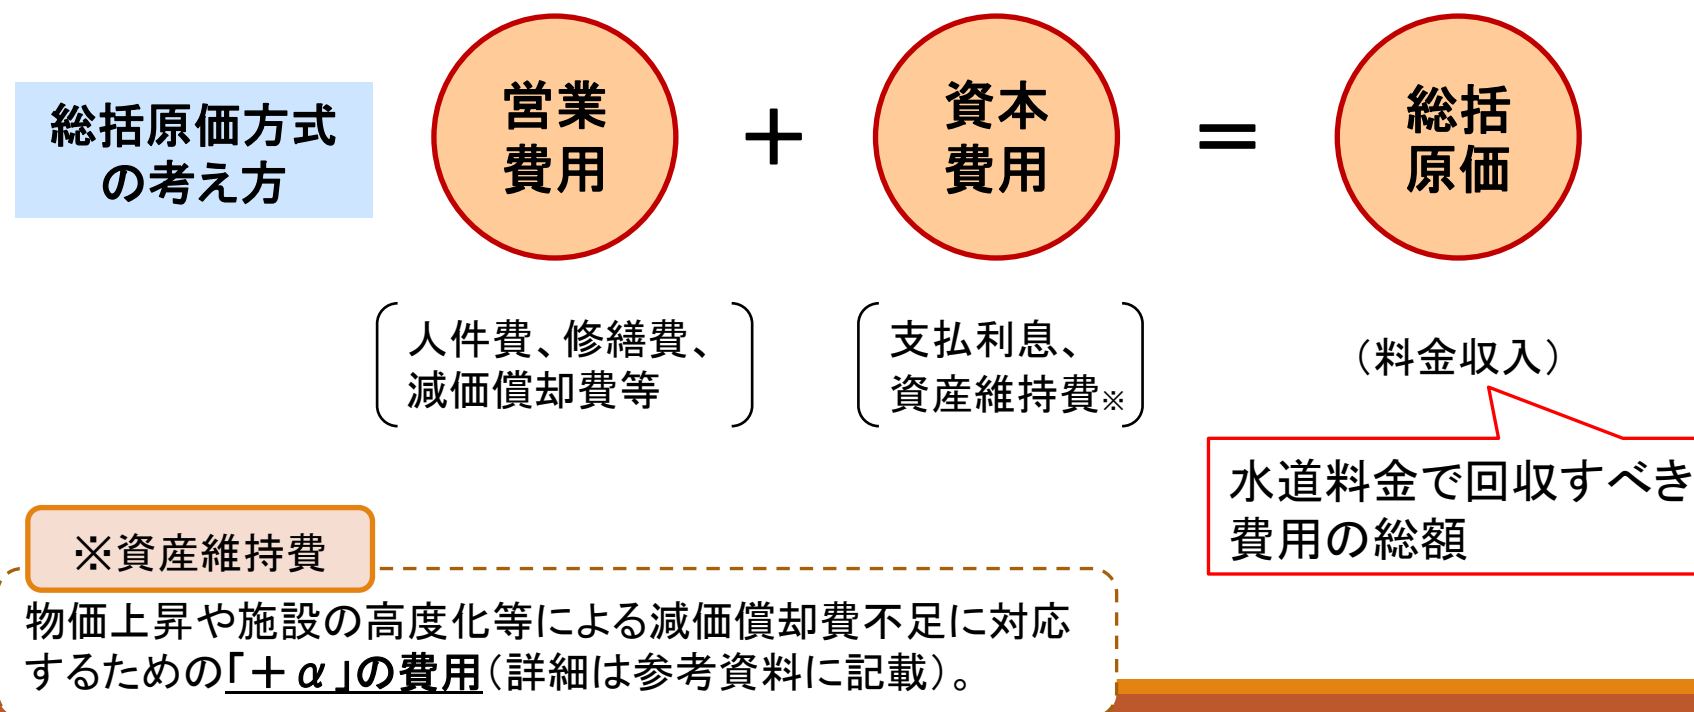 総括原価方式
の考え方
営業
費用
＋
資本
費用
＝
総括
原価
人件費、修繕費、
減価償却費等
支払利息、
資産維持費※
（料金収入）
水道料金で回収すべき
費用の総額
※資産維持費
物価上昇や施設の高度化等による減価償却費不足に対応
するための「＋α」の費用（詳細は参考資料に記載）。